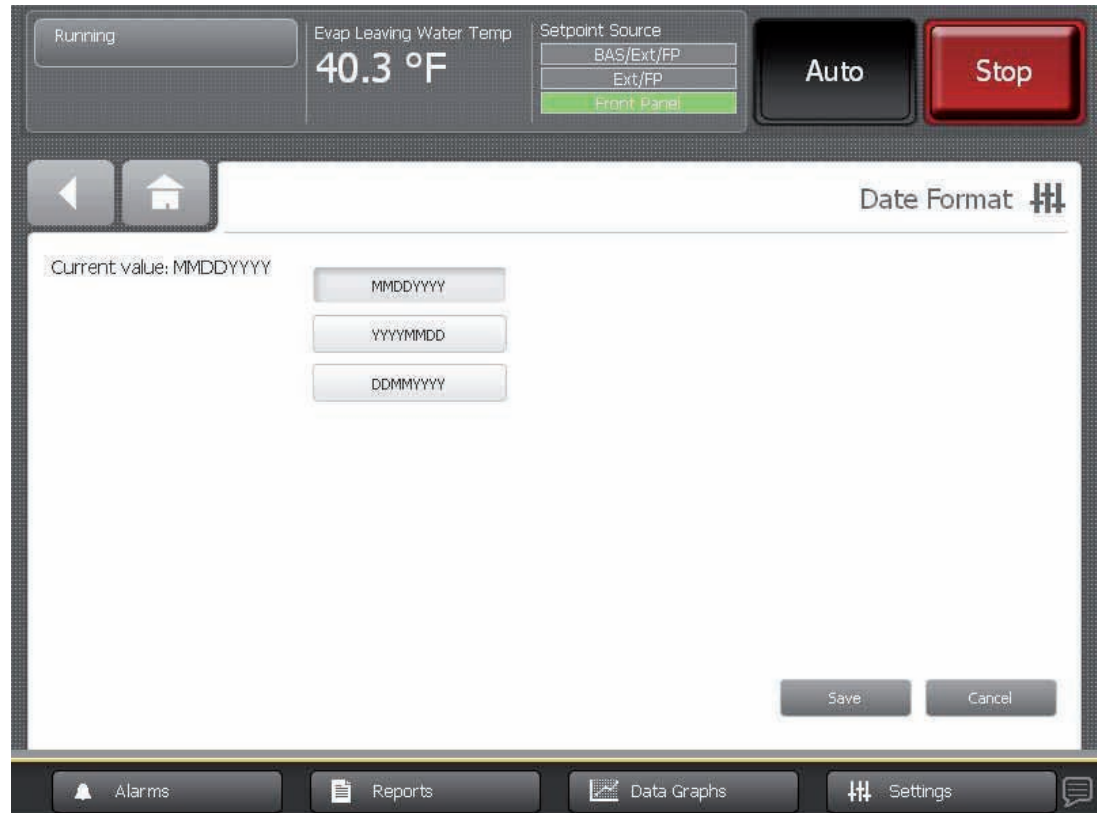 Running
Evap Leaving Water Temp
40.3 °F
Setpoint Source
BAS/Ext/FP
Ext/FP
Front Panel
Auto
Stop
Date Format
Current value: MMDDYYYY
MMDDYYYY
YYYYMMDD
DDMMYYYY
Save
Cancel
Alarms
Reports
Data Graphs
Settings